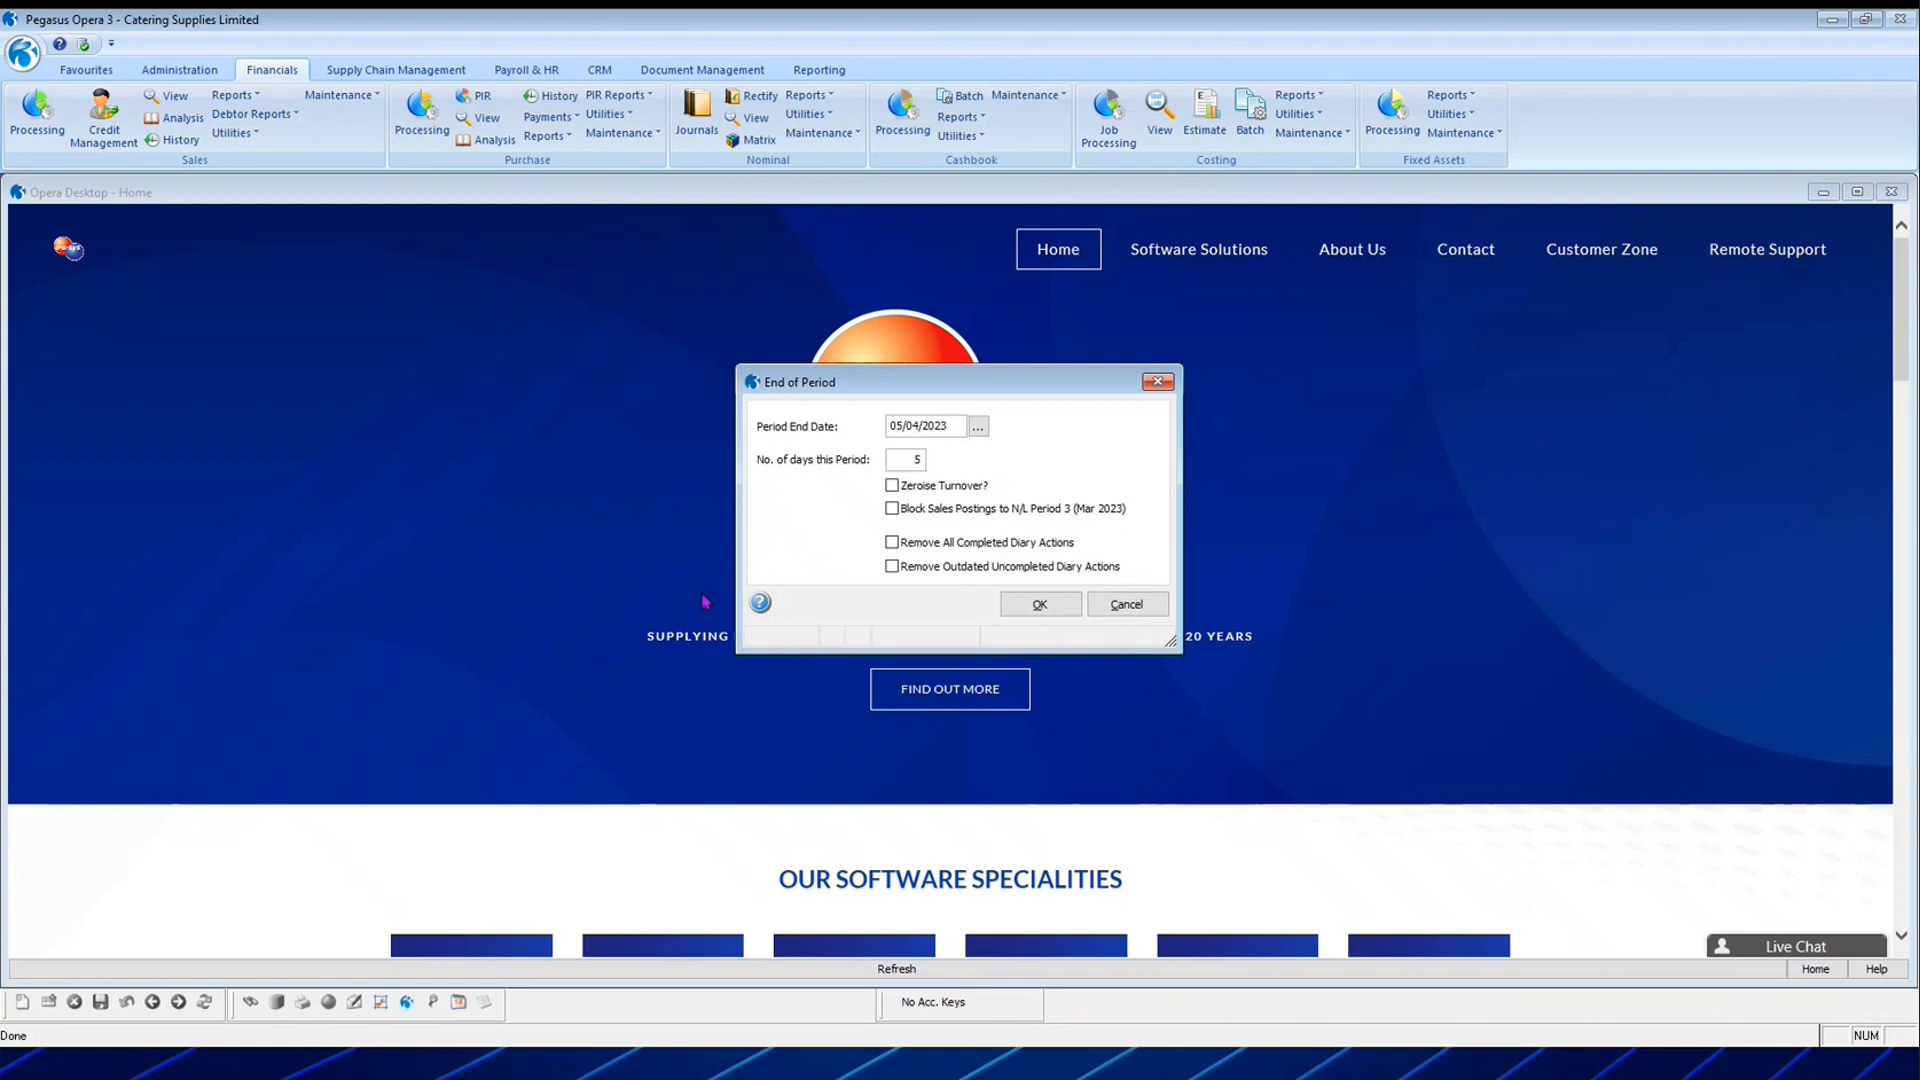 Pegasus Opera 3 - Catering Supplies Limited
Favourites Administration Financials Supply Chain Management Payroll & HR CRM Document Management Reporting
Processing
Credit Management
View
Analysis
History
Reports
Debtor Reports
Utilities
Maintenance
Sales
Processing
PIR
View
Analysis
History
Payments
Reports
PIR Reports
Utilities
Maintenance
Purchase
Journals
Rectify
View
Matrix
Reports
Utilities
Maintenance
Nominal
Processing
Batch
Reports
Utilities
Maintenance
Cashbook
Job Processing
View
Estimate
Batch
Reports
Utilities
Maintenance
Costing
Processing
Reports
Utilities
Maintenance
Fixed Assets
Opera Desktop - Home
Home Software Solutions About Us Contact Customer Zone Remote Support
End of Period
Period End Date: 05/04/2023 ...
No. of days this Period: 5
Zeroise Turnover?
Block Sales Postings to N/L Period 3 (Mar 2023)
Remove All Completed Diary Actions
Remove Outdated Uncompleted Diary Actions
OK Cancel
SUPPLYING 20 YEARS
FIND OUT MORE
OUR SOFTWARE SPECIALITIES
Live Chat
Refresh Home Help
No Acc. Keys
Done NUM